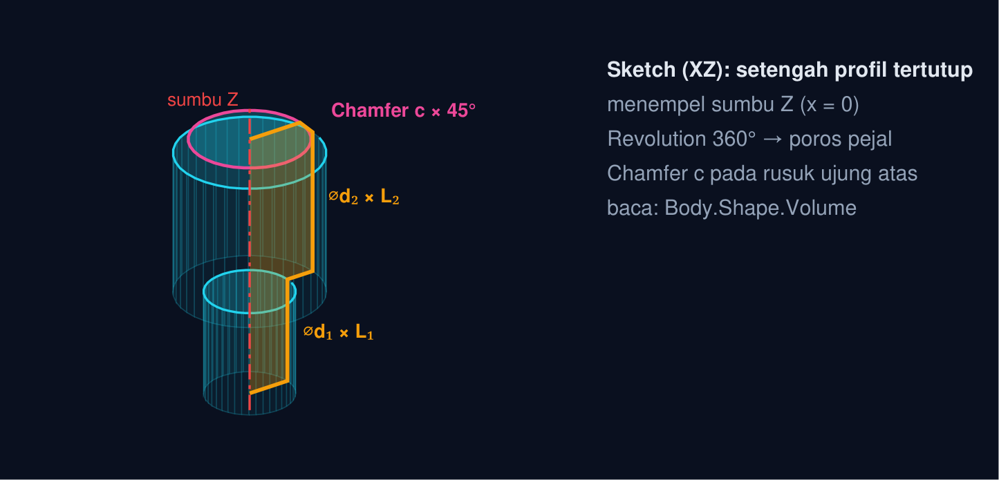 sumbu Z
Chamfer c × 45°
⌀d₂ × L₂
⌀d₁ × L₁
Sketch (XZ): setengah profil tertutup
menempel sumbu Z (x = 0)
Revolution 360° → poros pejal
Chamfer c pada rusuk ujung atas
baca: Body.Shape.Volume